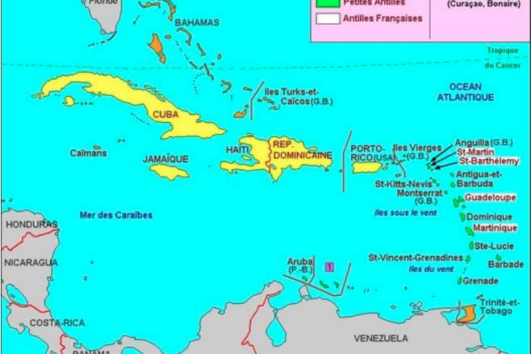 Floride
BAHAMAS
Petites Antilles
(Curaçao, Bonaire)
Antilles Françaises
Tropique
du Cancer
Iles Turks-et-
Caïcos (G.B.)
OCEAN
ATLANTIQUE
CUBA
Caïmans
JAMAÏQUE
HAITI
REP.
DOMINICAINE
PORTO-
RICO(USA)
Iles Vierges
(G.B.)
Anguilla (G.B.)
St-Martin
St-Barthélemy
St-Kitts-Nevis
Montserrat
(G.B.)
Antigua-et-
Barbuda
Iles sous le vent
Guadeloupe
Dominique
Martinique
Mer des Caraïbes
HONDURAS
NICARAGUA
COSTA-RICA
PANAMA
Aruba
(P.-B.)
1
St-Vincent-Grenadines
Iles du vent
Ste-Lucie
Barbade
Grenade
Trinité-et-
Tobago
VENEZUELA